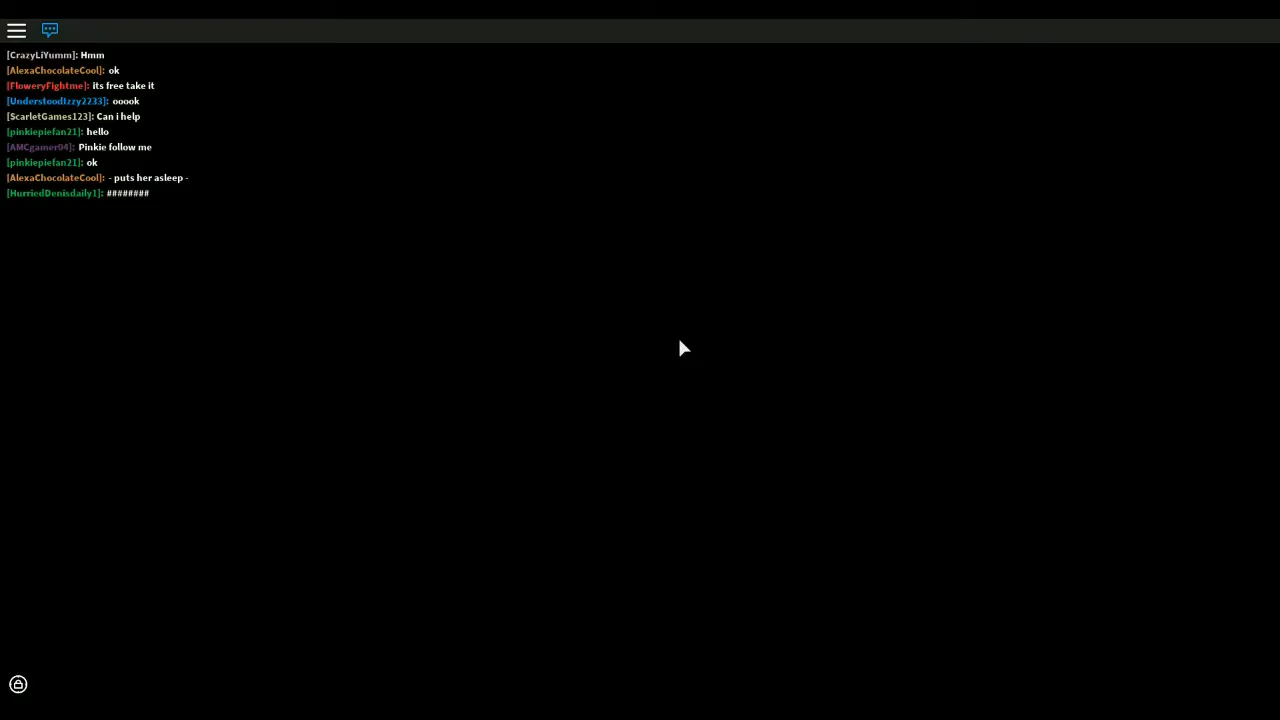 [CrazyLiYumm]: Hmm
[AlexaChocolateCool]: ok
[FloweryFightme]: its free take it
[UnderstoodIzzy2233]: ooook
[ScarletGames123]: Can i help
[pinkiepiefan21]: hello
[AMCgamer04]: Pinkie follow me
[pinkiepiefan21]: ok
[AlexaChocolateCool]: - puts her asleep -
[HurriedDenisdaily1]: ########